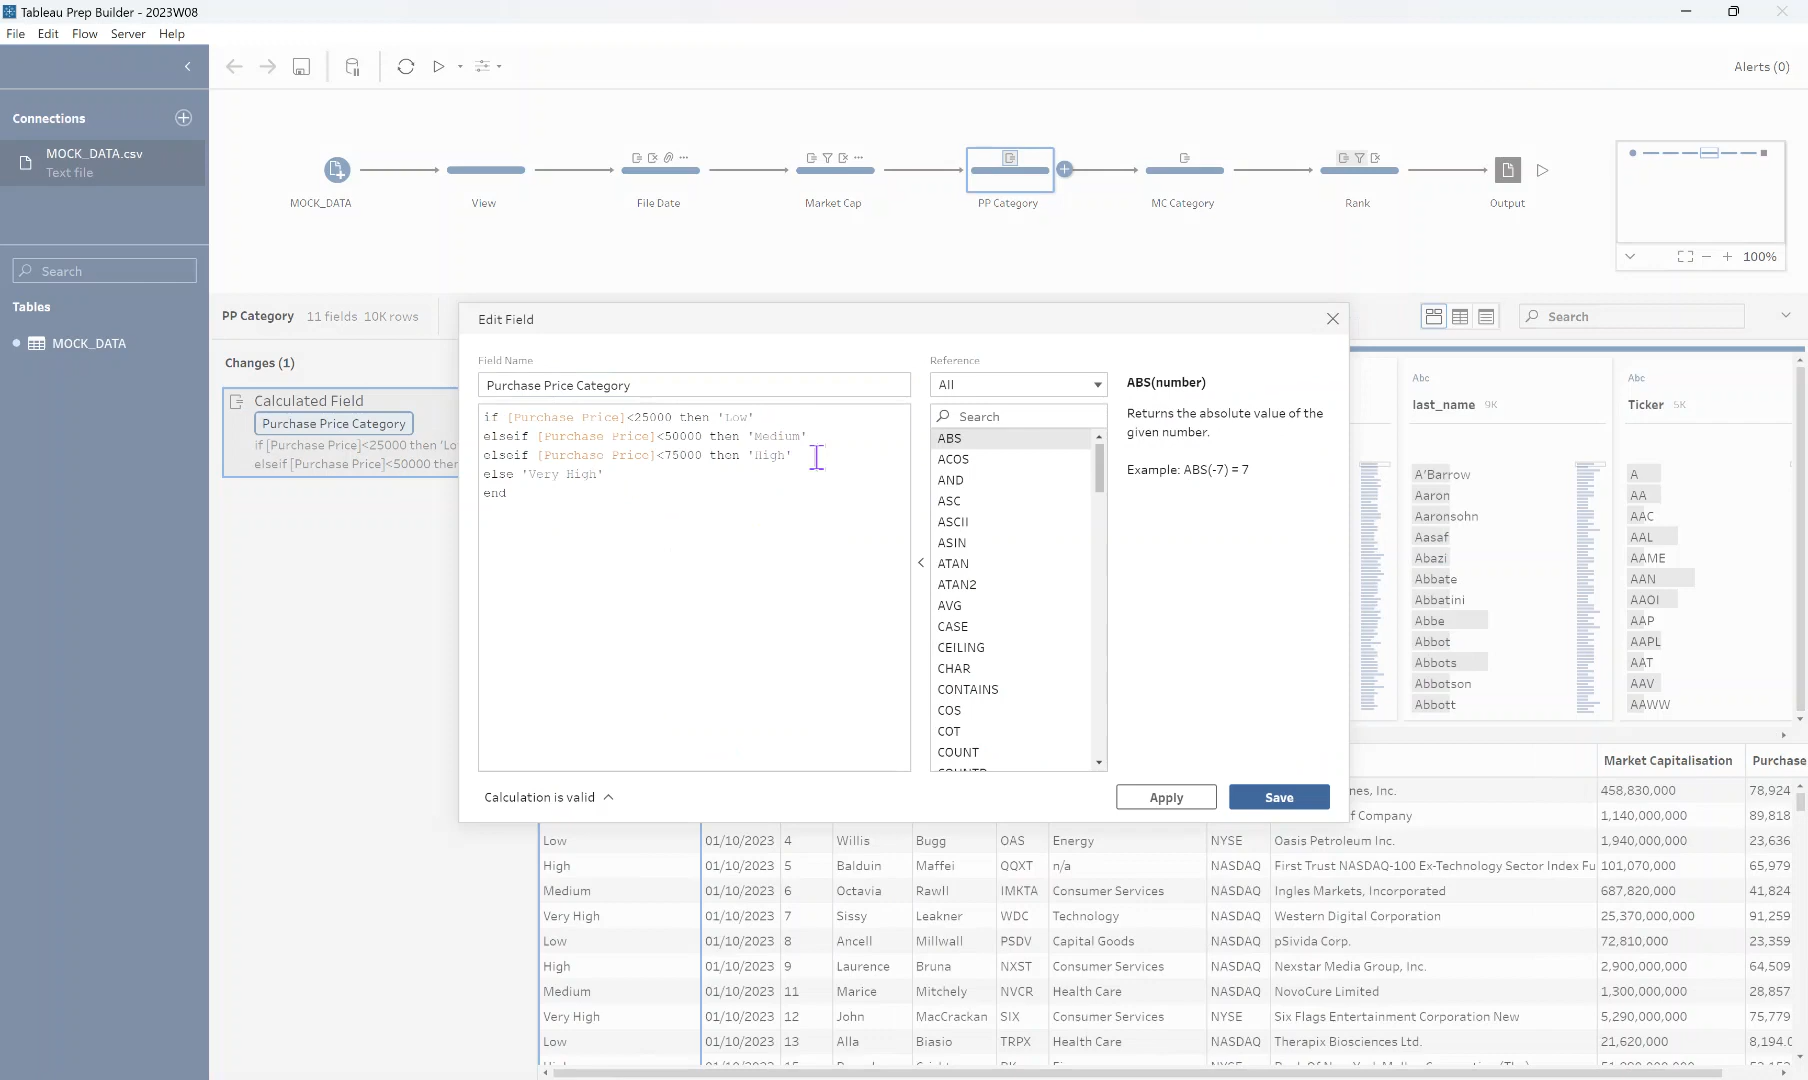 Tableau Prep Builder - 2023W08
File Edit Flow Server Help
Alerts (0)
Connections
MOCK_DATA.csv
Text file
Search
Tables
MOCK_DATA
MOCK_DATA View File Date Market Cap PP Category MC Category Rank Output
100%
PP Category 11 fields 10K rows
Search
Changes (1)
Calculated Field
Purchase Price Category
if [Purchase Price]<25000 then 'Lo
elseif [Purchase Price]<50000 then
Edit Field
Field Name
Purchase Price Category
if [Purchase Price]<25000 then 'Low'
elseif [Purchase Price]<50000 then 'Medium'
elseif [Purchase Price]<75000 then 'High'
else 'Very High'
end
Reference
All
Search
ABS
ACOS
AND
ASC
ASCII
ASIN
ATAN
ATAN2
AVG
CASE
CEILING
CHAR
CONTAINS
COS
COT
COUNT
COUNTD
ABS(number)
Returns the absolute value of the
given number.
Example: ABS(-7) = 7
Calculation is valid
Apply Save
Abc
last_name 9K
A'Barrow
Aaron
Aaronsohn
Aasaf
Abazi
Abbate
Abbatini
Abbe
Abbot
Abbots
Abbotson
Abbott
Abc
Ticker 5K
A
AA
AAC
AAL
AAME
AAN
AAOI
AAP
AAPL
AAT
AAV
AAWW
Market Capitalisation Purchase
nes, Inc. 458,830,000 78,924
f Company 1,140,000,000 89,818
Low 01/10/2023 4 Willis Bugg OAS Energy NYSE Oasis Petroleum Inc. 1,940,000,000 23,636
High 01/10/2023 5 Balduin Maffei QQXT n/a NASDAQ First Trust NASDAQ-100 Ex-Technology Sector Index Fu 101,070,000 65,979
Medium 01/10/2023 6 Octavia Rawll IMKTA Consumer Services NASDAQ Ingles Markets, Incorporated 687,820,000 41,824
Very High 01/10/2023 7 Sissy Leakner WDC Technology NASDAQ Western Digital Corporation 25,370,000,000 91,259
Low 01/10/2023 8 Ancell Millwall PSDV Capital Goods NASDAQ pSivida Corp. 72,810,000 23,359
High 01/10/2023 9 Laurence Bruna NXST Consumer Services NASDAQ Nexstar Media Group, Inc. 2,900,000,000 64,509
Medium 01/10/2023 11 Marice Mitchely NVCR Health Care NASDAQ NovoCure Limited 1,300,000,000 28,857
Very High 01/10/2023 12 John MacCrackan SIX Consumer Services NYSE Six Flags Entertainment Corporation New 5,290,000,000 75,779
Low 01/10/2023 13 Alla Biasio TRPX Health Care NASDAQ Therapix Biosciences Ltd. 21,620,000 8,194.0